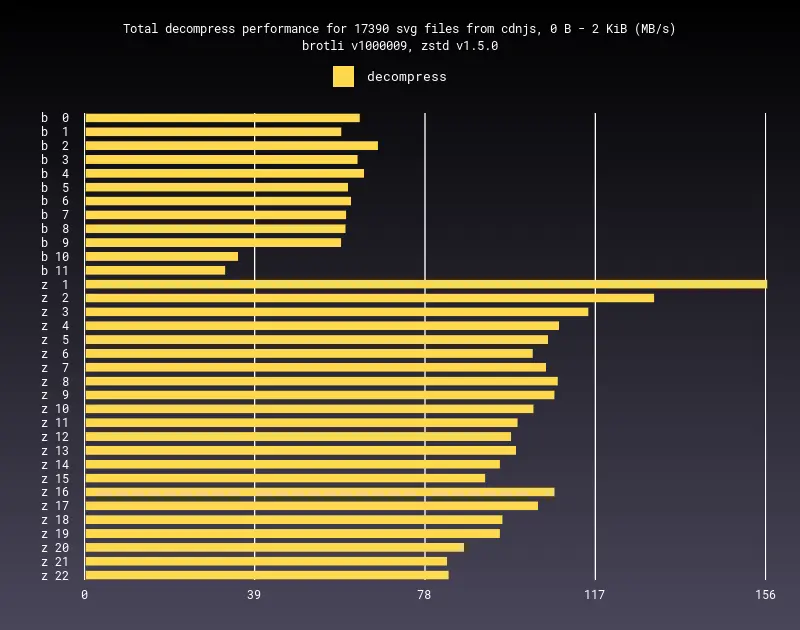 Total decompress performance for 17390 svg files from cdnjs, 0 B - 2 KiB (MB/s)
brotli v1000009, zstd v1.5.0
decompress
b 0
b 1
b 2
b 3
b 4
b 5
b 6
b 7
b 8
b 9
b 10
b 11
z 1
z 2
z 3
z 4
z 5
z 6
z 7
z 8
z 9
z 10
z 11
z 12
z 13
z 14
z 15
z 16
z 17
z 18
z 19
z 20
z 21
z 22
0 39 78 117 156